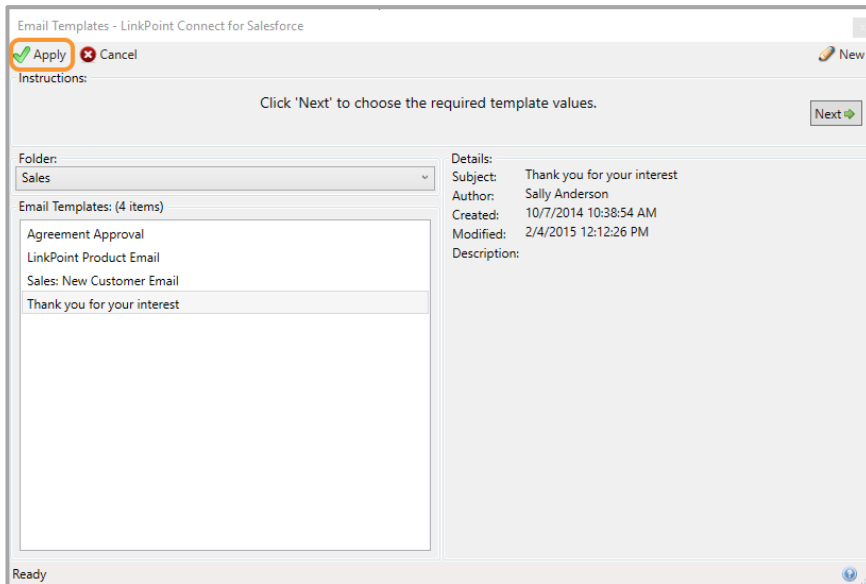 Email Templates - LinkPoint Connect for Salesforce
Apply Cancel New
Instructions:
Click 'Next' to choose the required template values.
Next
Folder:
Sales
Email Templates: (4 items)
Agreement Approval
LinkPoint Product Email
Sales: New Customer Email
Thank you for your interest
Details:
Subject: Thank you for your interest
Author: Sally Anderson
Created: 10/7/2014 10:38:54 AM
Modified: 2/4/2015 12:12:26 PM
Description:
Ready